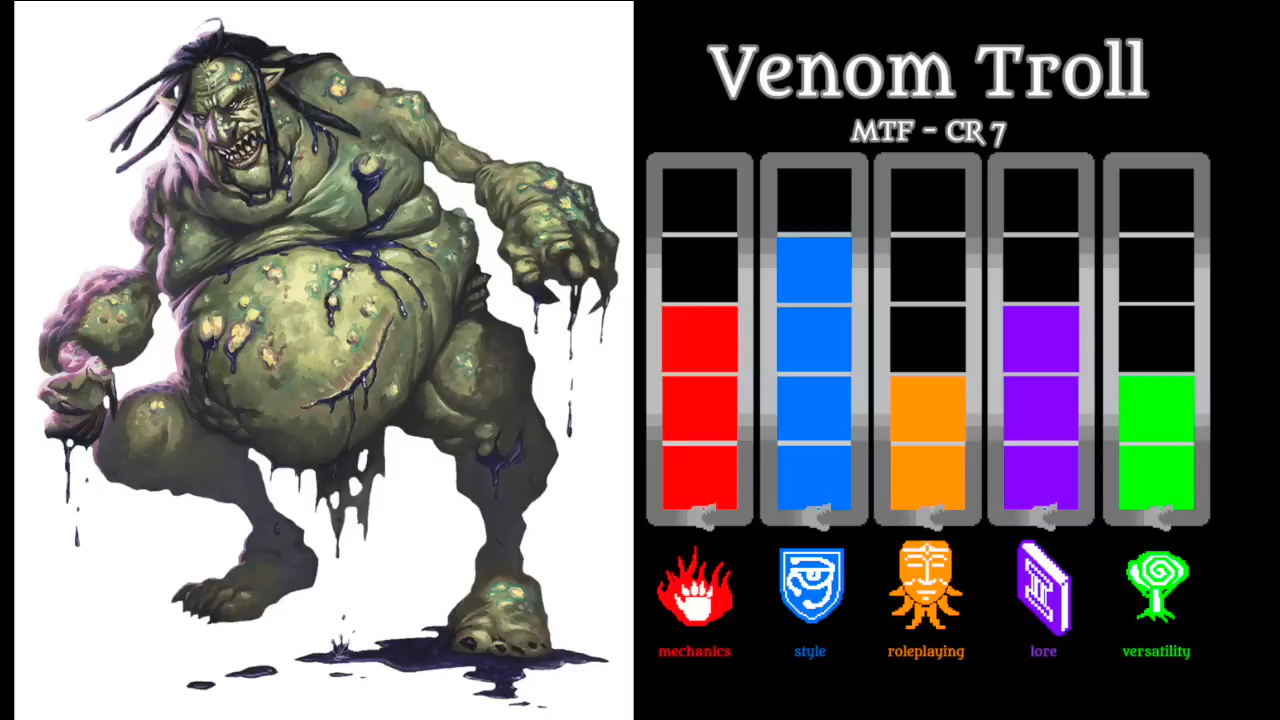 Venom Troll
MTF - CR 7
mechanics style roleplaying lore versatility